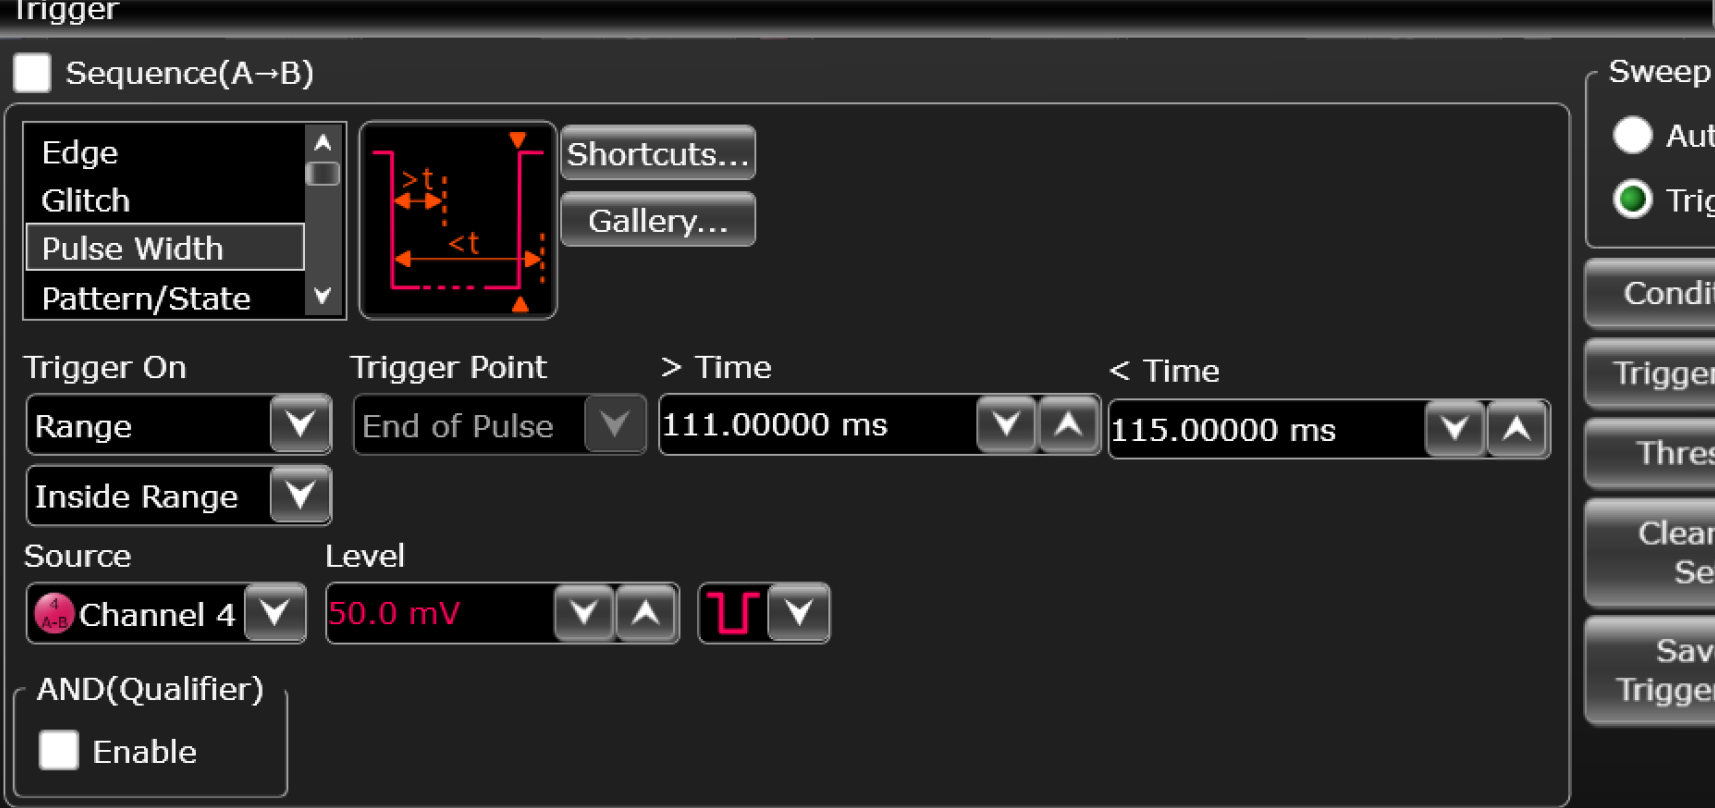 Trigger
Sequence(A→B)
Sweep
Edge
Glitch
Pulse Width
Pattern/State
>t
<t
Shortcuts...
Gallery...
Trigger On
Trigger Point
> Time
< Time
Range
End of Pulse
111.00000 ms
115.00000 ms
Inside Range
Source
Level
4
A-B
Channel 4
50.0 mV
AND(Qualifier)
Enable
Aut
Trig
Condit
Trigger
Thres
Clear
Se
Sav
Trigger